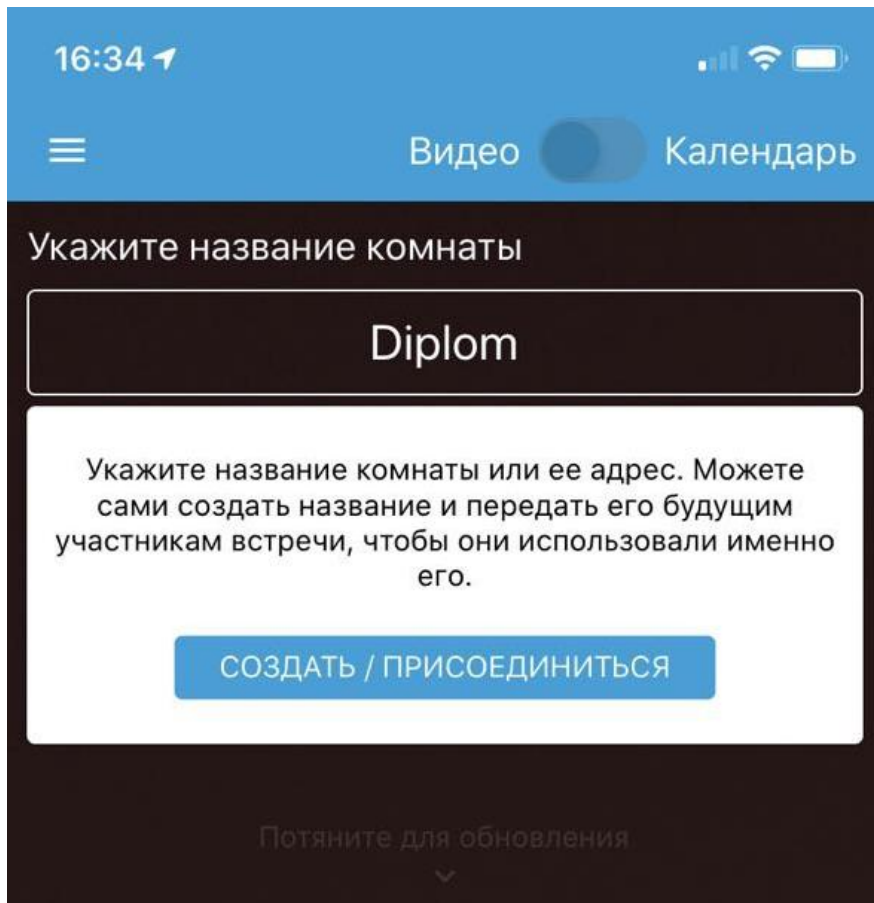 16:34
Видео Календарь
Укажите название комнаты
Diplom
Укажите название комнаты или ее адрес. Можете
сами создать название и передать его будущим
участникам встречи, чтобы они использовали именно
его.
СОЗДАТЬ / ПРИСОЕДИНИТЬСЯ
Потяните для обновления